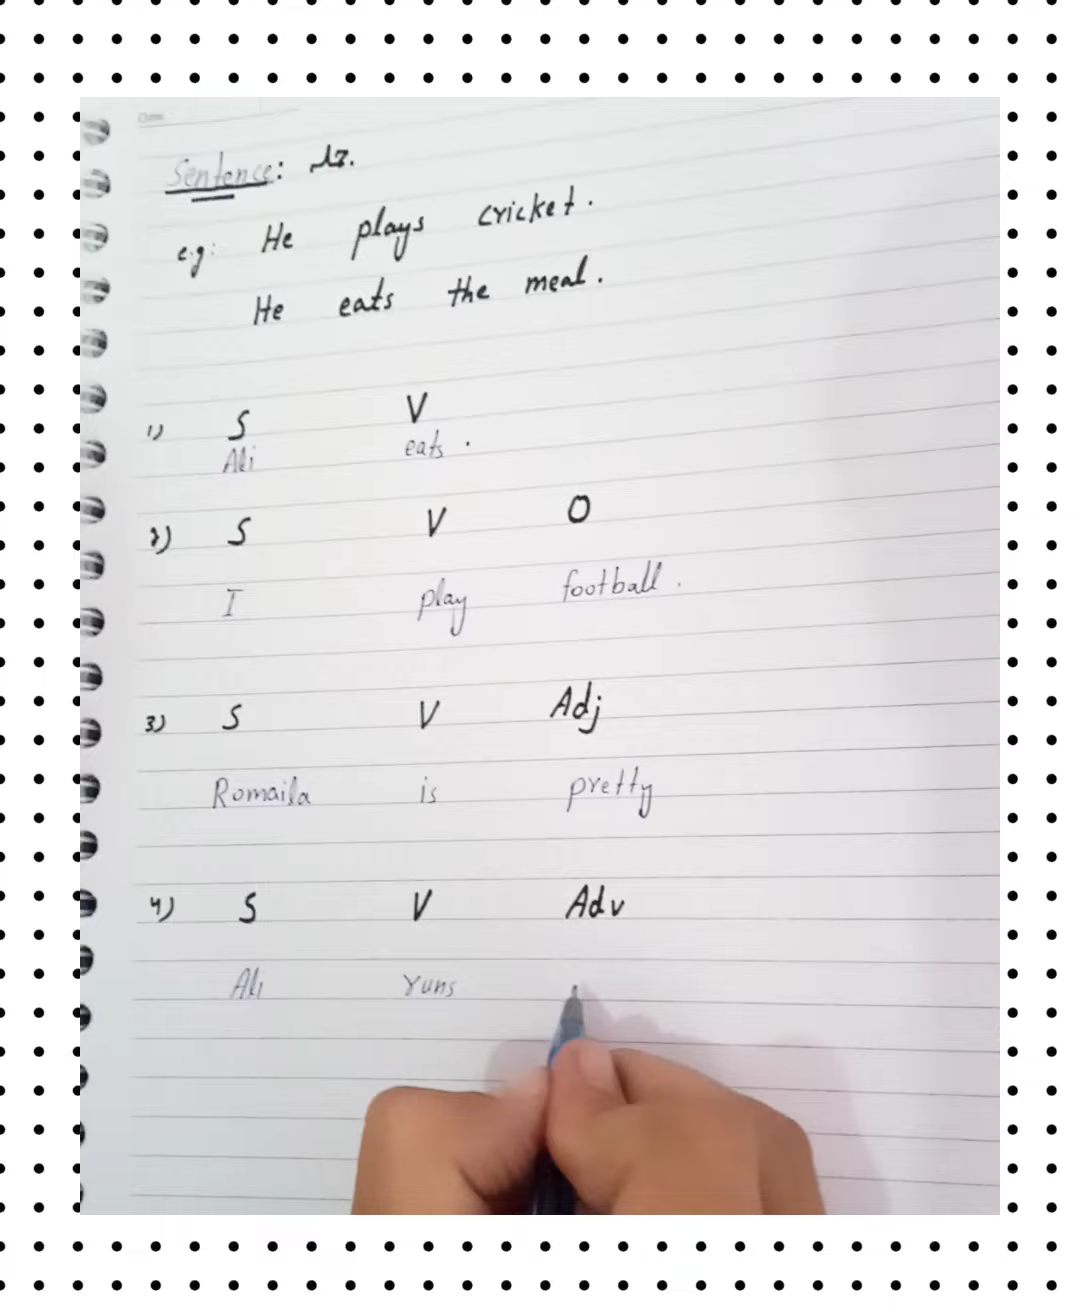 Sentence:
e.g: He plays cricket.
He eats the meal.
1) S V
Ali eats.
2) S V O
I play football.
3) S V Adj
Romaila is pretty
4) S V Adv
Ali runs